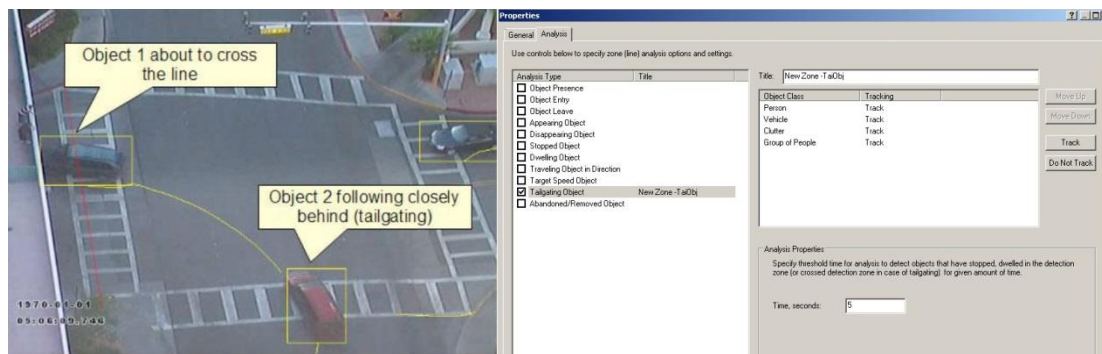 Object 1 about to cross
the line
Object 2 following closely
behind (tailgating)
1970-01-01
05:06:09.746
Properties
General
Analysis
Use controls below to specify zone (line) analysis options and settings.
Analysis Type Title
Object Presence
Object Entry
Object Leave
Appearing Object
Disappearing Object
Stopped Object
Dwelling Object
Traveling Object in Direction
Target Speed Object
Tailgating Object New Zone -TailObj
Abandoned/Removed Object
Title: New Zone -TailObj
Object Class Tracking
Person Track
Vehicle Track
Clutter Track
Group of People Track
Move Up
Move Down
Track
Do Not Track
Analysis Properties
Specify threshold time for analysis to detect objects that have stopped, dwelled in the detection
zone (or crossed detection zone in case of tailgating) for given amount of time.
Time, seconds: 5